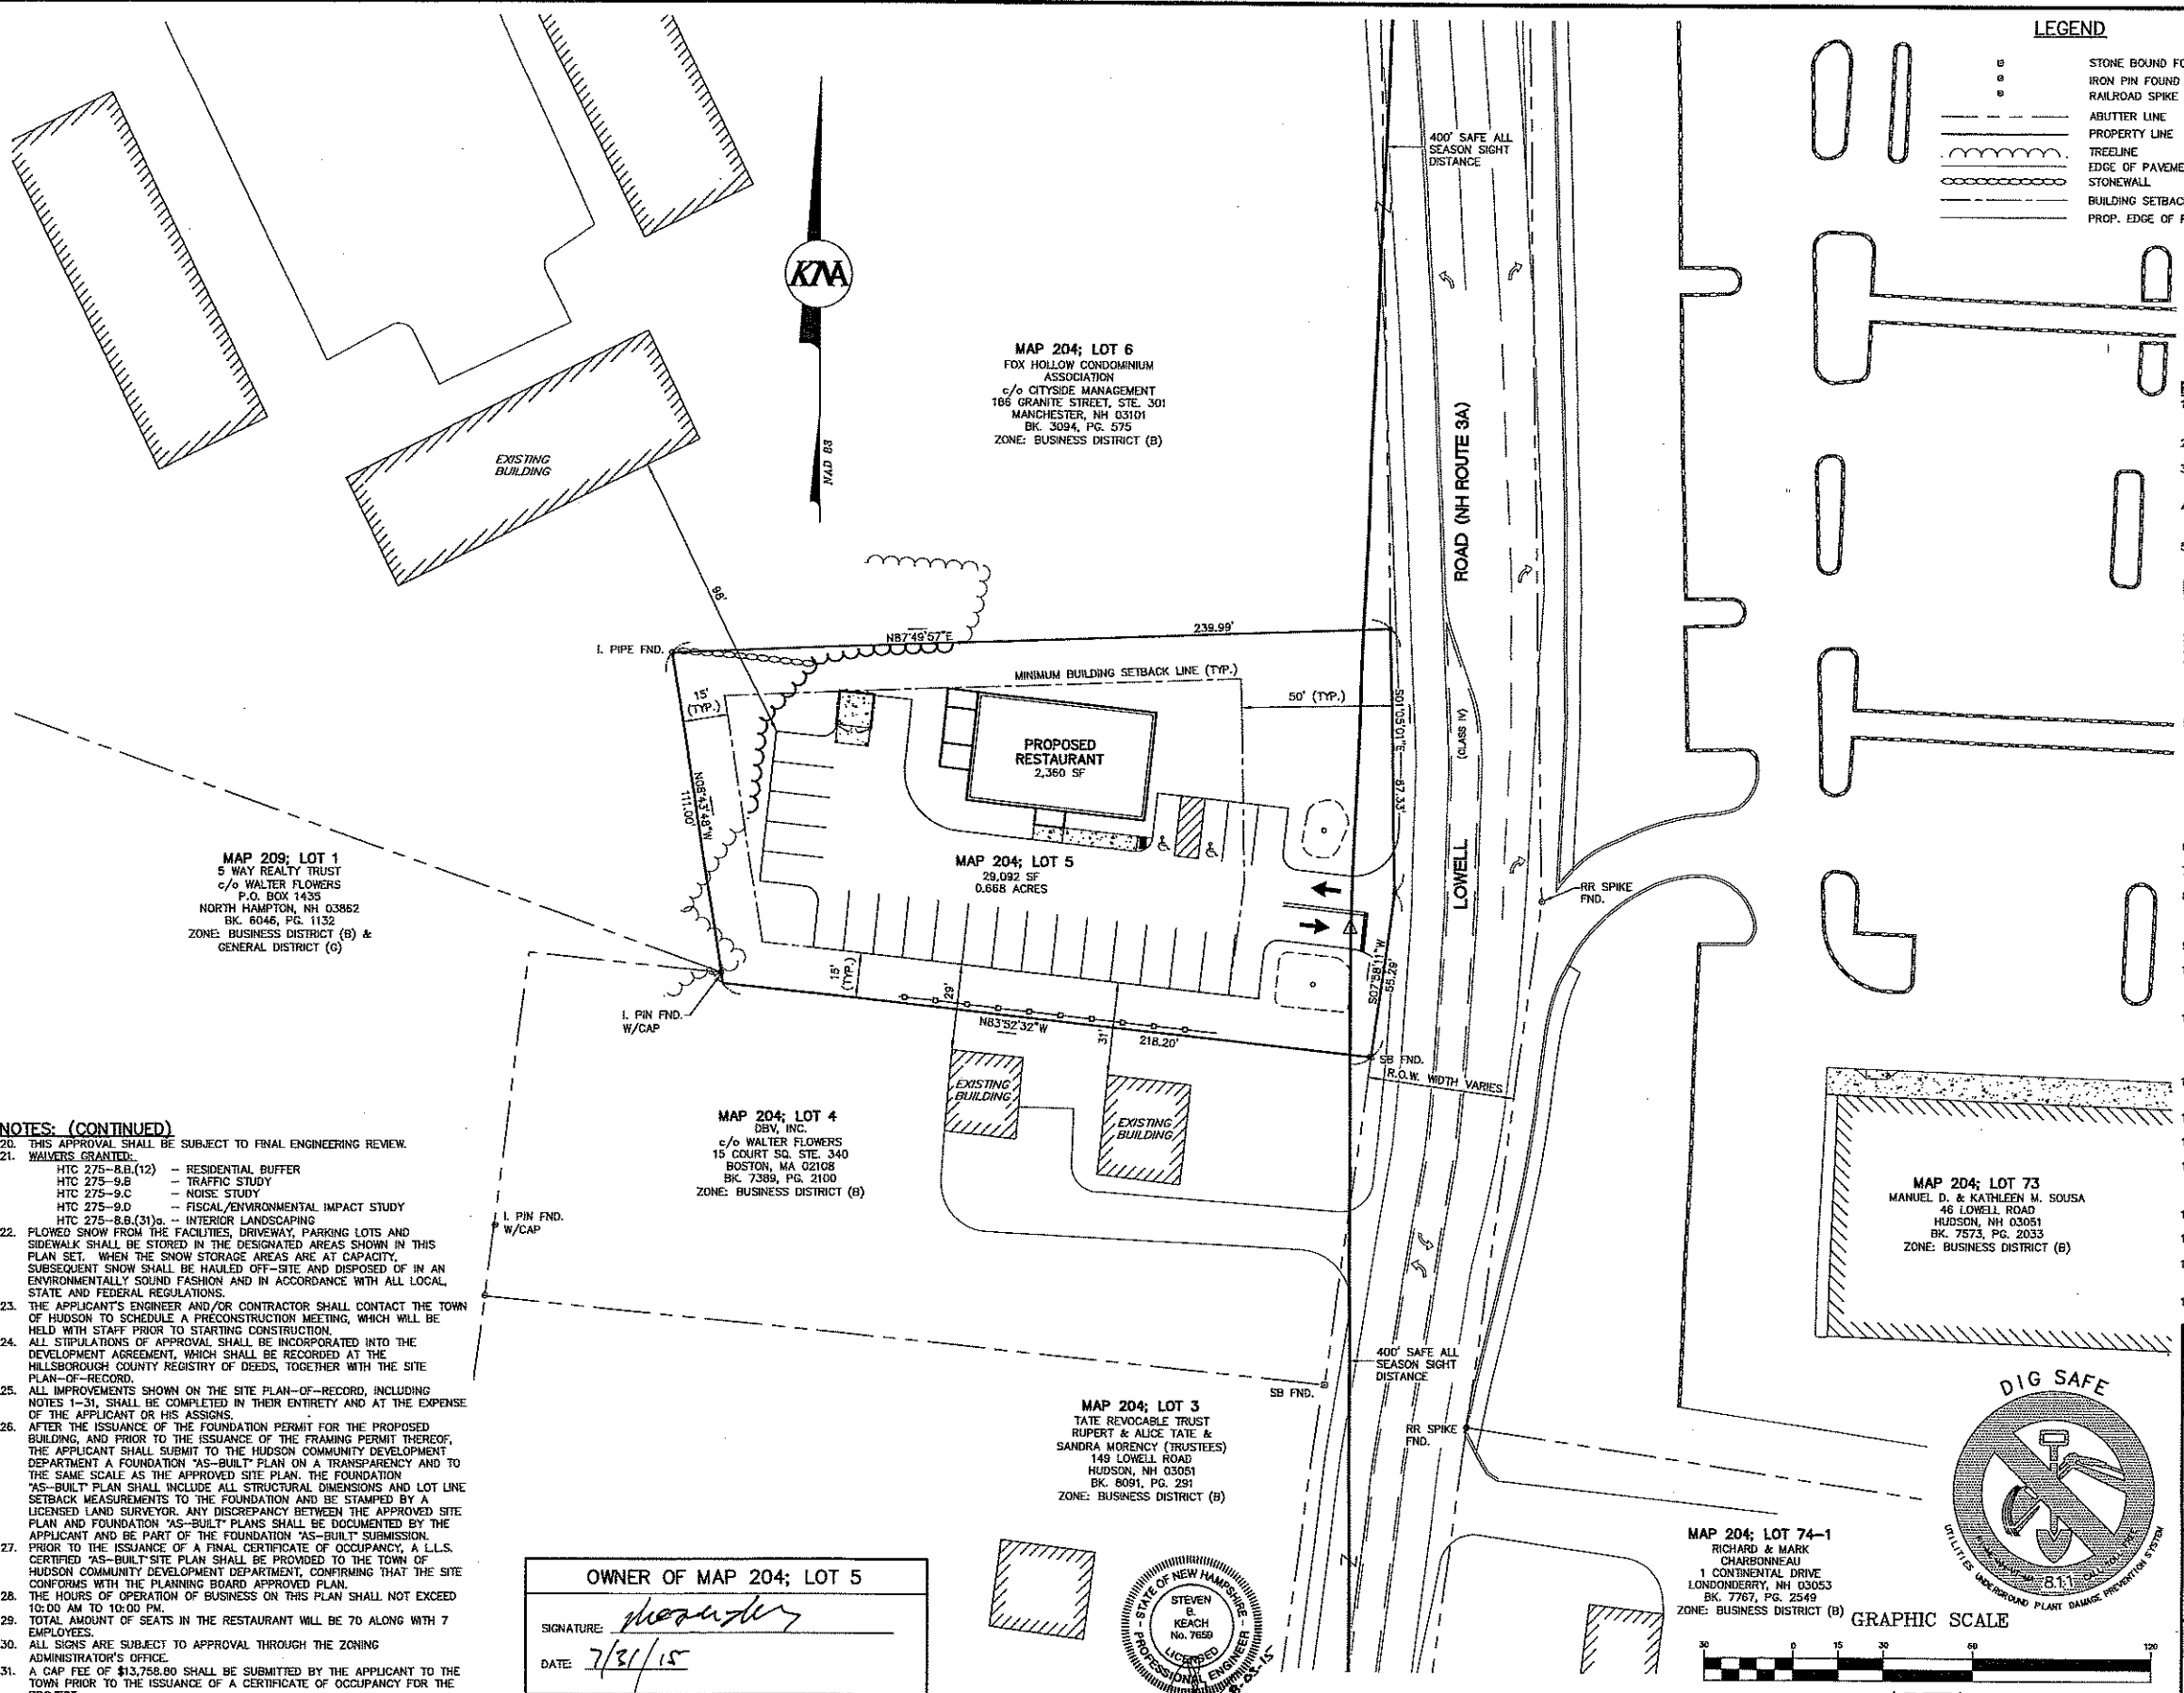 LEGEND
STONE BOUND
IRON PIN FOUND
RAILROAD SPIKE
ABUTTER LINE
PROPERTY LINE
TREELINE
EDGE OF
STONEWALL
BUILDING
PROP. EDGE OF
400' SAFE ALL
SEASON SIGHT
DISTANCE
KNA
NAD 83
MAP 204; LOT 6
FOX HOLLOW CONDOMINIUM
ASSOCIATION
c/o CITYSIDE MANAGEMENT
186 GRANITE STREET, STE. 301
MANCHESTER, NH 03101
BK. 3094, PG. 575
ZONE: BUSINESS DISTRICT (B)
EXISTING
BUILDING
98'
ROAD (NH ROUTE 3A)
(CLASS IV)
LOWELL
I. PIPE FND.
N87°49'57"E
239.99'
MINIMUM BUILDING SETBACK LINE (TYP.)
15'
(TYP.)
50' (TYP.)
S01°05'01"E
87.33'
PROPOSED
RESTAURANT
2,360 SF
N08°43'48"W
111.00'
MAP 204; LOT 5
29,092 SF
0.668 ACRES
MAP 209; LOT 1
5 WAY REALTY TRUST
c/o WALTER FLOWERS
P.O. BOX 1435
NORTH HAMPTON, NH 03862
BK. 6046, PG. 1132
ZONE: BUSINESS DISTRICT (B) &
GENERAL DISTRICT (G)
RR SPIKE
FND.
15'
(TYP.)
29'
S07°58'11"W
55.29'
I. PIN FND.
W/CAP
N83°52'32"W
31'
218.20'
SB FND.
R.O.W. WIDTH VARIES
EXISTING
BUILDING
EXISTING
BUILDING
MAP 204; LOT 4
DBV, INC.
c/o WALTER FLOWERS
15 COURT SQ. STE. 340
BOSTON, MA 02108
BK. 7389, PG. 2100
ZONE: BUSINESS DISTRICT (B)
I. PIN FND.
W/CAP
MAP 204; LOT 73
MANUEL D. & KATHLEEN M. SOUSA
46 LOWELL ROAD
HUDSON, NH 03051
BK. 7573, PG. 2033
ZONE: BUSINESS DISTRICT (B)
NOTES: (CONTINUED)
20. THIS APPROVAL SHALL BE SUBJECT TO FINAL ENGINEERING REVIEW.
21. WAIVERS GRANTED:
HTC 275-8.B.(12) - RESIDENTIAL BUFFER
HTC 275-9.B - TRAFFIC STUDY
HTC 275-9.C - NOISE STUDY
HTC 275-9.D - FISCAL/ENVIRONMENTAL IMPACT STUDY
HTC 275-8.B.(31)a. - INTERIOR LANDSCAPING
22. PLOWED SNOW FROM THE FACILITIES, DRIVEWAY, PARKING LOTS AND
SIDEWALK SHALL BE STORED IN THE DESIGNATED AREAS SHOWN IN THIS
PLAN SET. WHEN THE SNOW STORAGE AREAS ARE AT CAPACITY,
SUBSEQUENT SNOW SHALL BE HAULED OFF-SITE AND DISPOSED OF IN AN
ENVIRONMENTALLY SOUND FASHION AND IN ACCORDANCE WITH ALL LOCAL,
STATE AND FEDERAL REGULATIONS.
23. THE APPLICANT'S ENGINEER AND/OR CONTRACTOR SHALL CONTACT THE TOWN
OF HUDSON TO SCHEDULE A PRECONSTRUCTION MEETING, WHICH WILL BE
HELD WITH STAFF PRIOR TO STARTING CONSTRUCTION.
24. ALL STIPULATIONS OF APPROVAL SHALL BE INCORPORATED INTO THE
DEVELOPMENT AGREEMENT, WHICH SHALL BE RECORDED AT THE
HILLSBOROUGH COUNTY REGISTRY OF DEEDS, TOGETHER WITH THE SITE
PLAN-OF-RECORD.
25. ALL IMPROVEMENTS SHOWN ON THE SITE PLAN-OF-RECORD, INCLUDING
NOTES 1-31, SHALL BE COMPLETED IN THEIR ENTIRETY AND AT THE EXPENSE
OF THE APPLICANT OR HIS ASSIGNS.
26. AFTER THE ISSUANCE OF THE FOUNDATION PERMIT FOR THE PROPOSED
BUILDING, AND PRIOR TO THE ISSUANCE OF THE FRAMING PERMIT THEREOF,
THE APPLICANT SHALL SUBMIT TO THE HUDSON COMMUNITY DEVELOPMENT
DEPARTMENT A FOUNDATION "AS-BUILT" PLAN ON A TRANSPARENCY AND TO
THE SAME SCALE AS THE APPROVED SITE PLAN. THE FOUNDATION
"AS-BUILT" PLAN SHALL INCLUDE ALL STRUCTURAL DIMENSIONS AND LOT LINE
SETBACK MEASUREMENTS TO THE FOUNDATION AND BE STAMPED BY A
LICENSED LAND SURVEYOR. ANY DISCREPANCY BETWEEN THE APPROVED SITE
PLAN AND FOUNDATION "AS-BUILT" PLANS SHALL BE DOCUMENTED BY THE
APPLICANT AND BE PART OF THE FOUNDATION "AS-BUILT" SUBMISSION.
27. PRIOR TO THE ISSUANCE OF A FINAL CERTIFICATE OF OCCUPANCY, A L.L.S.
CERTIFIED "AS-BUILT" SITE PLAN SHALL BE PROVIDED TO THE TOWN OF
HUDSON COMMUNITY DEVELOPMENT DEPARTMENT, CONFIRMING THAT THE SITE
CONFORMS WITH THE PLANNING BOARD APPROVED PLAN.
28. THE HOURS OF OPERATION OF BUSINESS ON THIS PLAN SHALL NOT EXCEED
10:00 AM TO 10:00 PM.
29. TOTAL AMOUNT OF SEATS IN THE RESTAURANT WILL BE 70 ALONG WITH 7
EMPLOYEES.
30. ALL SIGNS ARE SUBJECT TO APPROVAL THROUGH THE ZONING
ADMINISTRATOR'S OFFICE.
31. A CAP FEE OF $13,758.80 SHALL BE SUBMITTED BY THE APPLICANT TO THE
TOWN PRIOR TO THE ISSUANCE OF A CERTIFICATE OF OCCUPANCY FOR THE
400' SAFE ALL
SEASON SIGHT
DISTANCE
SB FND.
MAP 204; LOT 3
TATE REVOCABLE TRUST
RUPERT & ALICE TATE &
SANDRA MORENCY (TRUSTEES)
149 LOWELL ROAD
HUDSON, NH 03051
BK. 8091, PG. 291
ZONE: BUSINESS DISTRICT (B)
RR SPIKE
FND.
MAP 204; LOT 74-1
RICHARD & MARK
CHARBONNEAU
1 CONTINENTAL DRIVE
LONDONDERRY, NH 03053
BK. 7767, PG. 2549
ZONE: BUSINESS DISTRICT (B)
DIG SAFE
8.1.1
UTILITIES UNDERGROUND PLANT DAMAGE PREVENTION SYSTEM
OWNER OF MAP 204; LOT 5
SIGNATURE:
DATE: 7/31/15
STATE OF NEW HAMPSHIRE
STEVEN
B.
KEACH
No. 7659
LICENSED
PROFESSIONAL ENGINEER
GRAPHIC SCALE
30 0 15 30 60 120